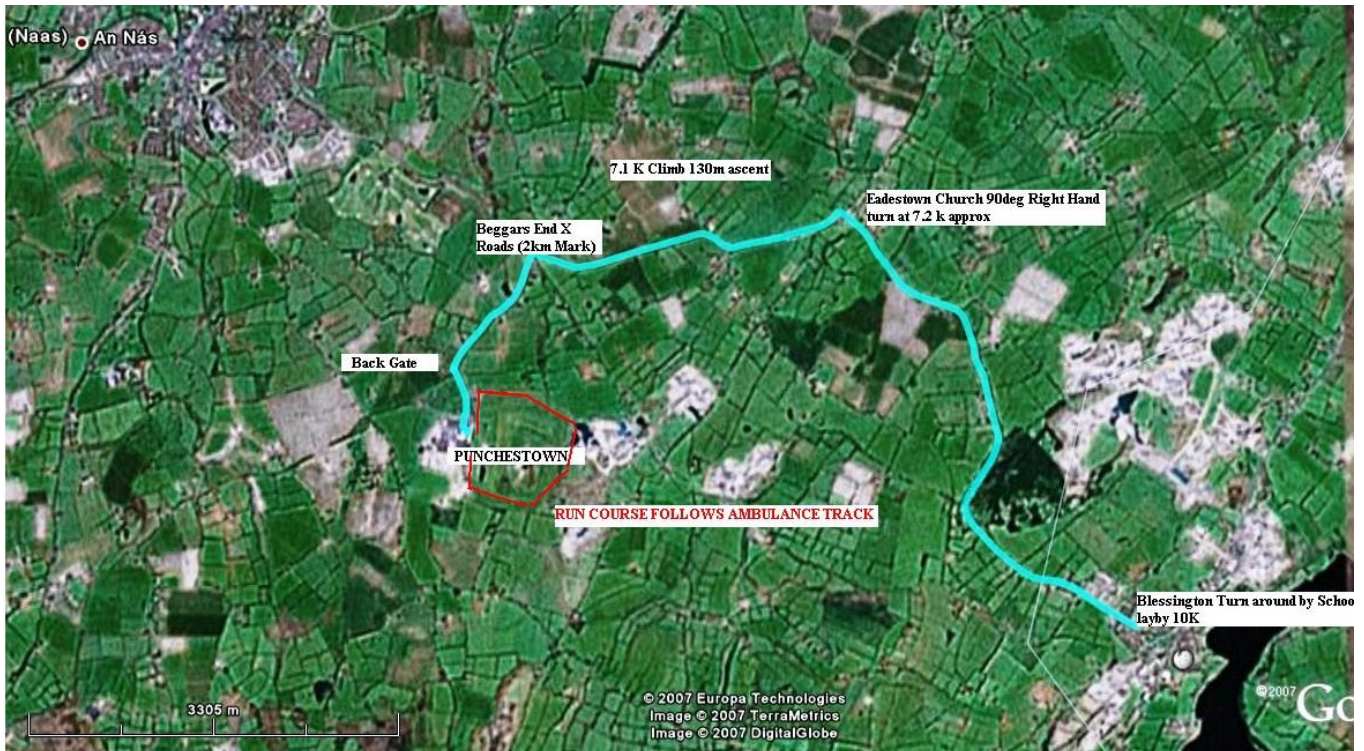 (Naas) An Nás
7.1 K Climb 130m ascent
Eadestown Church 90deg Right Hand
turn at 7.2 k approx
Beggars End X
Roads (2km Mark)
Back Gate
PUNCHESTOWN
RUN COURSE FOLLOWS AMBULANCE TRACK
Blessington Turn around by Schoo
layby 10K
3305 m
© 2007 Europa Technologies
Image © 2007 TerraMetrics
Image © 2007 DigitalGlobe
©2007 Go